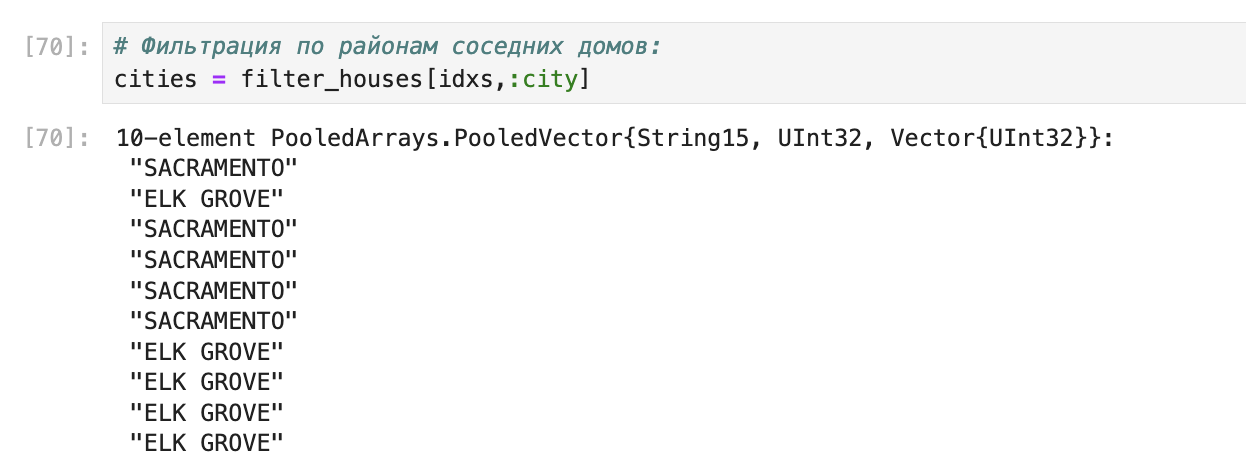 [70]: # Фильтрация по районам соседних домов:
cities = filter_houses[idxs,:city]
[70]: 10-element PooledArrays.PooledVector{String15, UInt32, Vector{UInt32}}:
"SACRAMENTO"
"ELK GROVE"
"SACRAMENTO"
"SACRAMENTO"
"SACRAMENTO"
"SACRAMENTO"
"ELK GROVE"
"ELK GROVE"
"ELK GROVE"
"ELK GROVE"